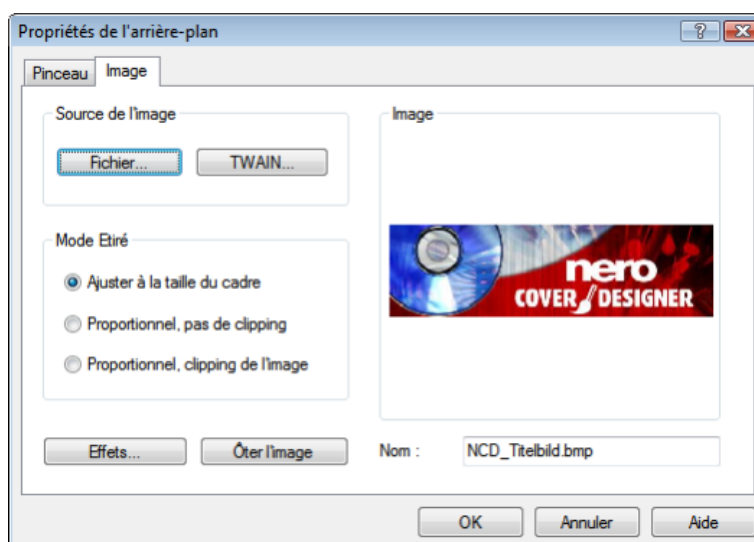 Propriétés de l'arrière-plan
Pinceau
Image
Source de l'image
Fichier...
TWAIN...
Mode Etiré
Ajuster à la taille du cadre
Proportionnel, pas de clipping
Proportionnel, clipping de l'image
Effets...
Ôter l'image
Image
nero
COVER DESIGNER
Nom :
NCD_Titelbild.bmp
OK
Annuler
Aide